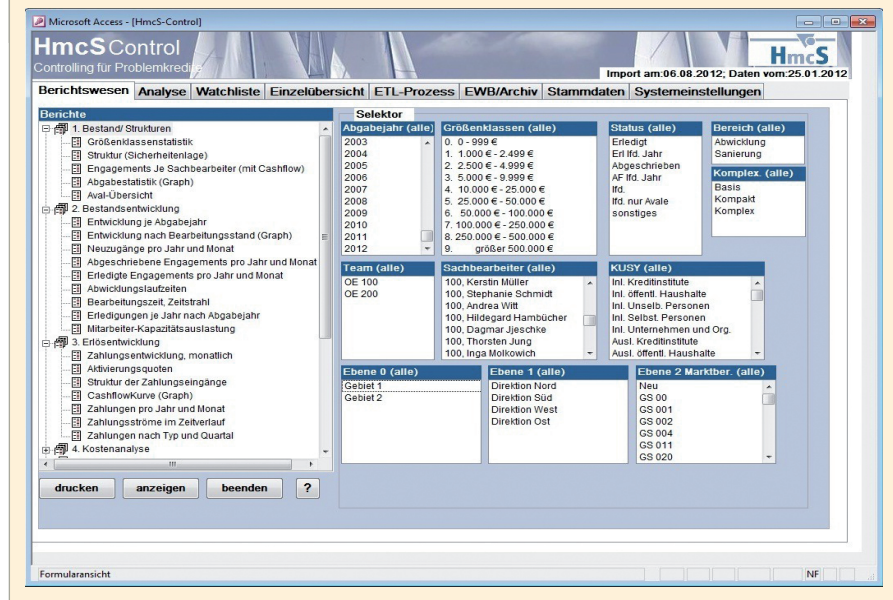 Microsoft Access - [HmcS-Control]
HmcS Control
Controlling für Problemkredite
HmcS
Import am:06.08.2012; Daten vom:25.01.2012
Berichtswesen Analyse Watchliste Einzelübersicht ETL-Prozess EWB/Archiv Stammdaten Systemeinstellungen
Berichte
1. Bestand/ Strukturen
Größenklassenstatistik
Struktur (Sicherheitenlage)
Engagements Je Sachbearbeiter (mit Cashflow)
Abgabestatistik (Graph)
Aval-Übersicht
2. Bestandsentwicklung
Entwicklung je Abgabejahr
Entwicklung nach Bearbeitungsstand (Graph)
Neuzugänge pro Jahr und Monat
Abgeschriebene Engagements pro Jahr und Monat
Erledigte Engagements pro Jahr und Monat
Abwicklungslaufzeiten
Bearbeitungszeit, Zeitstrahl
Erledigungen je Jahr nach Abgabejahr
Mitarbeiter-Kapazitätsauslastung
3. Erlösentwicklung
Zahlungsentwicklung, monatlich
Aktivierungsquoten
Struktur der Zahlungseingänge
CashflowKurve (Graph)
Zahlungen pro Jahr und Monat
Zahlungsströme im Zeitverlauf
Zahlungen nach Typ und Quartal
4. Kostenanalyse
drucken anzeigen beenden ?
Selektor
Abgabejahr (alle)
2003
2004
2005
2006
2007
2008
2009
2010
2011
2012
Größenklassen (alle)
0. 0 - 999 €
1. 1.000 € - 2.499 €
2. 2.500 € - 4.999 €
3. 5.000 € - 9.999 €
4. 10.000 € - 25.000 €
5. 25.000 € - 50.000 €
6. 50.000 € - 100.000 €
7. 100.000 € - 250.000 €
8. 250.000 € - 500.000 €
9. größer 500.000 €
Status (alle)
Erledigt
Erl lfd. Jahr
Abgeschrieben
AF lfd. Jahr
lfd.
lfd. nur Avale
sonstiges
Bereich (alle)
Abwicklung
Sanierung
Komplex. (alle)
Basis
Kompakt
Komplex
Team (alle)
OE 100
OE 200
Sachbearbeiter (alle)
100, Kerstin Müller
100, Stephanie Schmidt
100, Andrea Witt
100, Hildegard Hambücher
100, Dagmar Jjeschke
100, Thorsten Jung
100, Inga Molkowich
KUSY (alle)
Inl. Kreditinstitute
Inl. öffentl. Haushalte
Inl. Unselb. Personen
Inl. Selbst. Personen
Inl. Unternehmen und Org.
Ausl. Kreditinstitute
Ausl. öffentl. Haushalte
Ebene 0 (alle)
Gebiet 1
Gebiet 2
Ebene 1 (alle)
Direktion Nord
Direktion Süd
Direktion West
Direktion Ost
Ebene 2 Marktber. (alle)
Neu
GS 00
GS 001
GS 002
GS 004
GS 011
GS 020
Formularansicht
NF